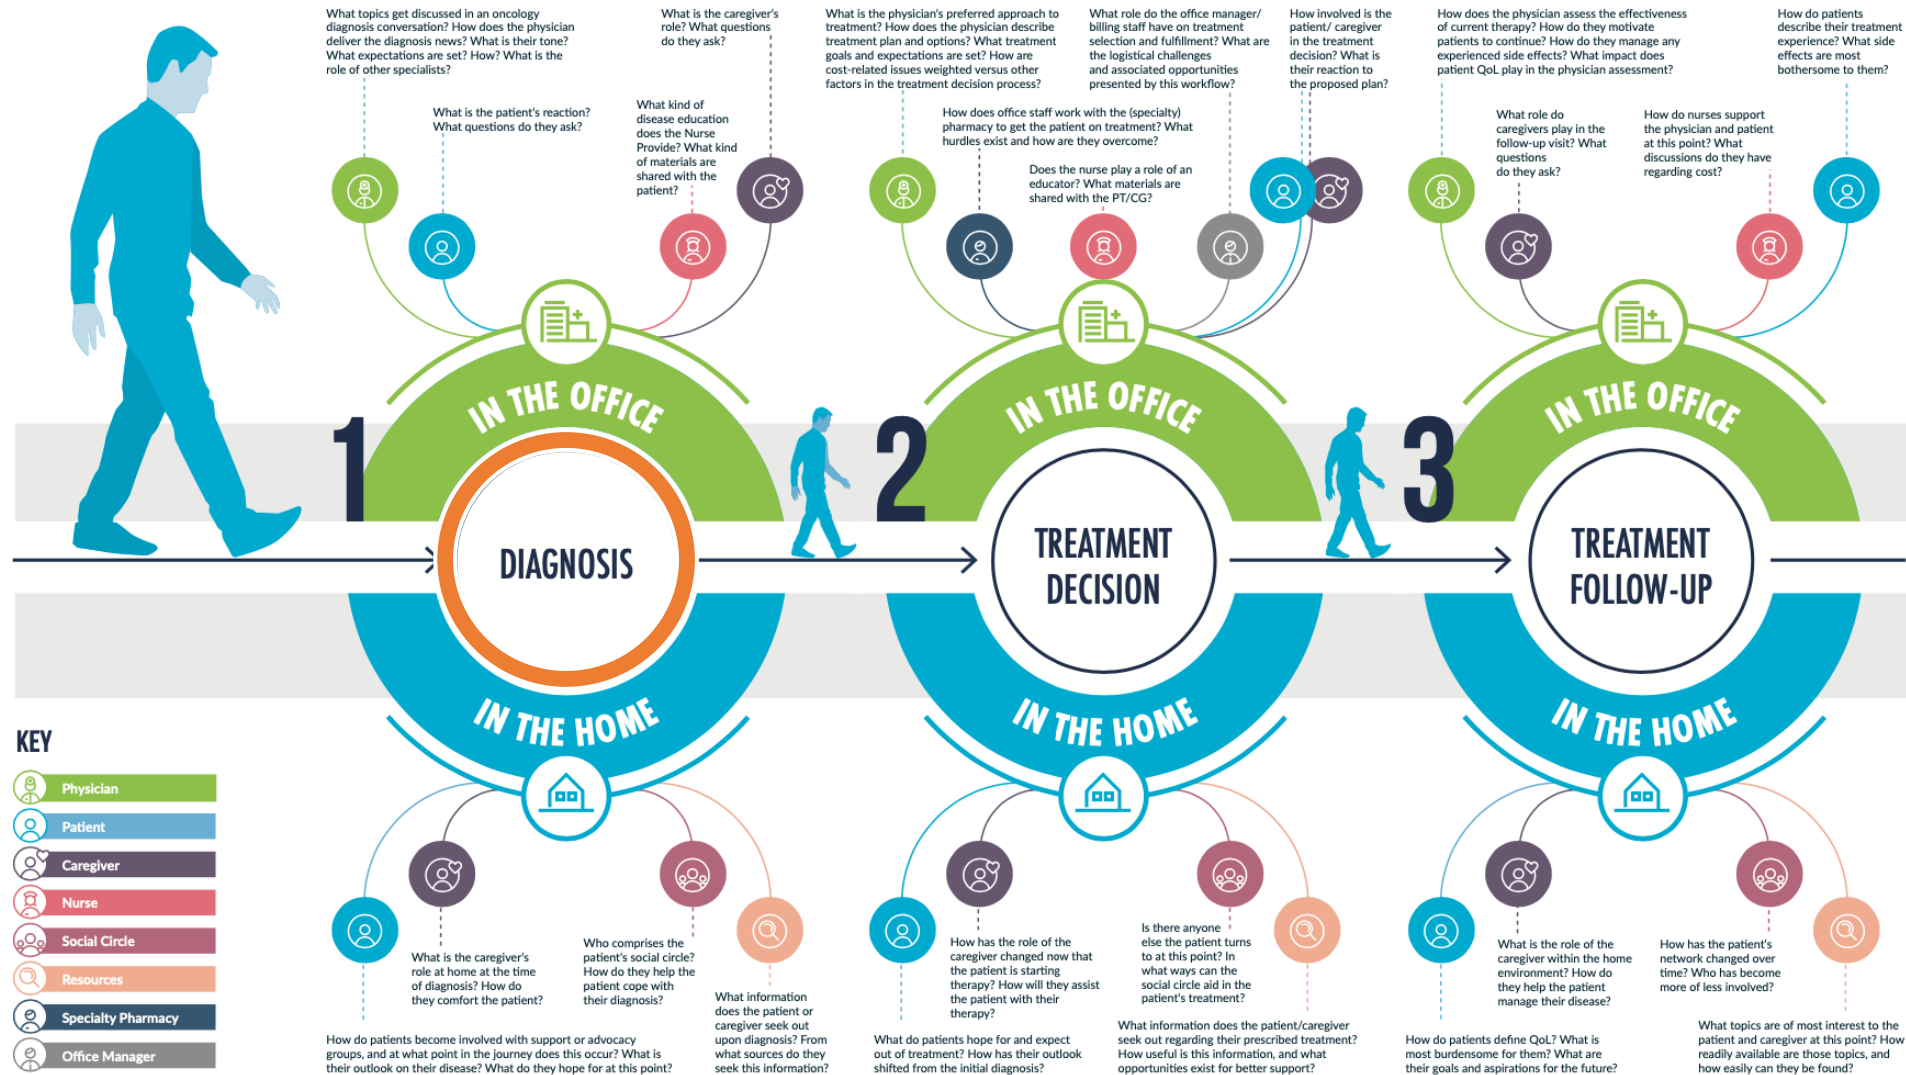 What topics get discussed in an oncology
diagnosis conversation? How does the physician
deliver the diagnosis news? What is their tone?
What expectations are set? How? What is the
role of other specialists?
What is the patient's reaction?
What questions do they ask?
What kind of
disease education
does the Nurse
Provide? What kind
of materials are
shared with the
patient?
What is the caregiver's
role? What questions
do they ask?
What is the physician's preferred approach to
treatment? How does the physician describe
treatment plan and options? What treatment
goals and expectations are set? How are
cost-related issues weighted versus other
factors in the treatment decision process?
How does office staff work with the (specialty)
pharmacy to get the patient on treatment? What
hurdles exist and how are they overcome?
Does the nurse play a role of an
educator? What materials are
shared with the PT/CG?
What role do the office manager/
billing staff have on treatment
selection and fulfillment? What are
the logistical challenges
and associated opportunities
presented by this workflow?
How involved is the
patient/ caregiver
in the treatment
decision? What is
their reaction to
the proposed plan?
How does the physician assess the effectiveness
of current therapy? How do they motivate
patients to continue? How do they manage any
experienced side effects? What impact does
patient QoL play in the physician assessment?
What role do
caregivers play in the
follow-up visit? What
questions
do they ask?
How do nurses support
the physician and patient
at this point? What
discussions do they have
regarding cost?
How do patients
describe their treatment
experience? What side
effects are most
bothersome to them?
IN THE OFFICE
IN THE OFFICE
IN THE OFFICE
1
DIAGNOSIS
2
TREATMENT
DECISION
3
TREATMENT
FOLLOW-UP
IN THE HOME
IN THE HOME
IN THE HOME
KEY
Physician
Patient
Caregiver
Nurse
Social Circle
Resources
Specialty Pharmacy
Office Manager
What is the caregiver's
role at home at the time
of diagnosis? How do
they comfort the patient?
Who comprises the
patient's social circle?
How do they help the
patient cope with
their diagnosis?
How do patients become involved with support or advocacy
groups, and at what point in the journey does this occur? What is
their outlook on their disease? What do they hope for at this point?
What information
does the patient or
caregiver seek out
upon diagnosis? From
what sources do they
seek this information?
How has the role of the
caregiver changed now that
the patient is starting
therapy? How will they assist
the patient with their
therapy?
Is there anyone
else the patient turns
to at this point? In
what ways can the
social circle aid in the
patient's treatment?
What do patients hope for and expect
out of treatment? How has their outlook
shifted from the initial diagnosis?
What information does the patient/caregiver
seek out regarding their prescribed treatment?
How useful is this information, and what
opportunities exist for better support?
What is the role of the
caregiver within the home
environment? How do
they help the patient
manage their disease?
How has the patient's
network changed over
time? Who has become
more of less involved?
How do patients define QoL? What is
most burdensome for them? What are
their goals and aspirations for the future?
What topics are of most interest to the
patient and caregiver at this point? How
readily available are those topics, and
how easily can they be found?